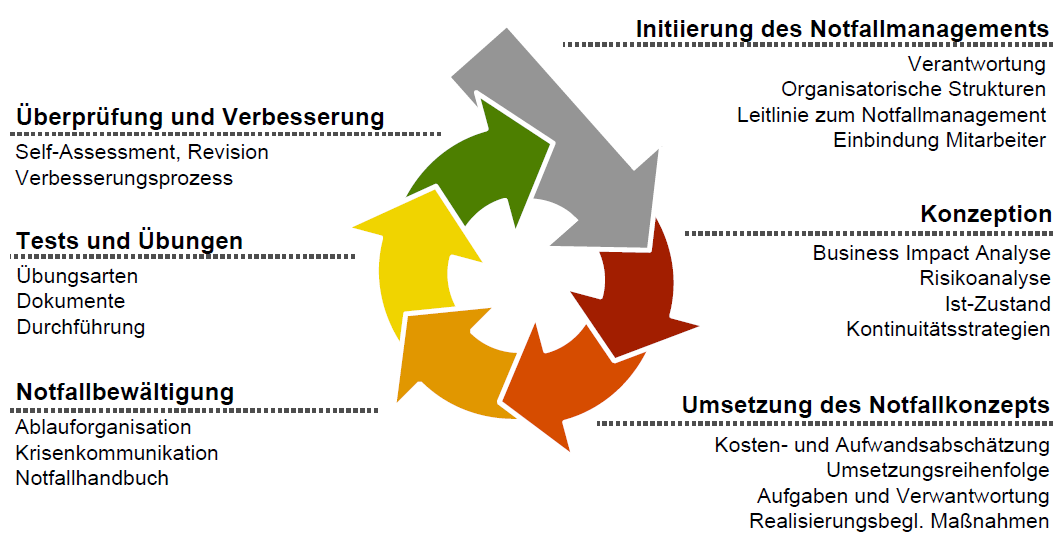 Initiierung des Notfallmanagements
Verantwortung
Organisatorische Strukturen
Leitlinie zum Notfallmanagement
Einbindung Mitarbeiter
Konzeption
Business Impact Analyse
Risikoanalyse
Ist-Zustand
Kontinuitätsstrategien
Umsetzung des Notfallkonzepts
Kosten- und Aufwandsabschätzung
Umsetzungsreihenfolge
Aufgaben und Verwantwortung
Realisierungsbegl. Maßnahmen
Notfallbewältigung
Ablauforganisation
Krisenkommunikation
Notfallhandbuch
Tests und Übungen
Übungsarten
Dokumente
Durchführung
Überprüfung und Verbesserung
Self-Assessment, Revision
Verbesserungsprozess